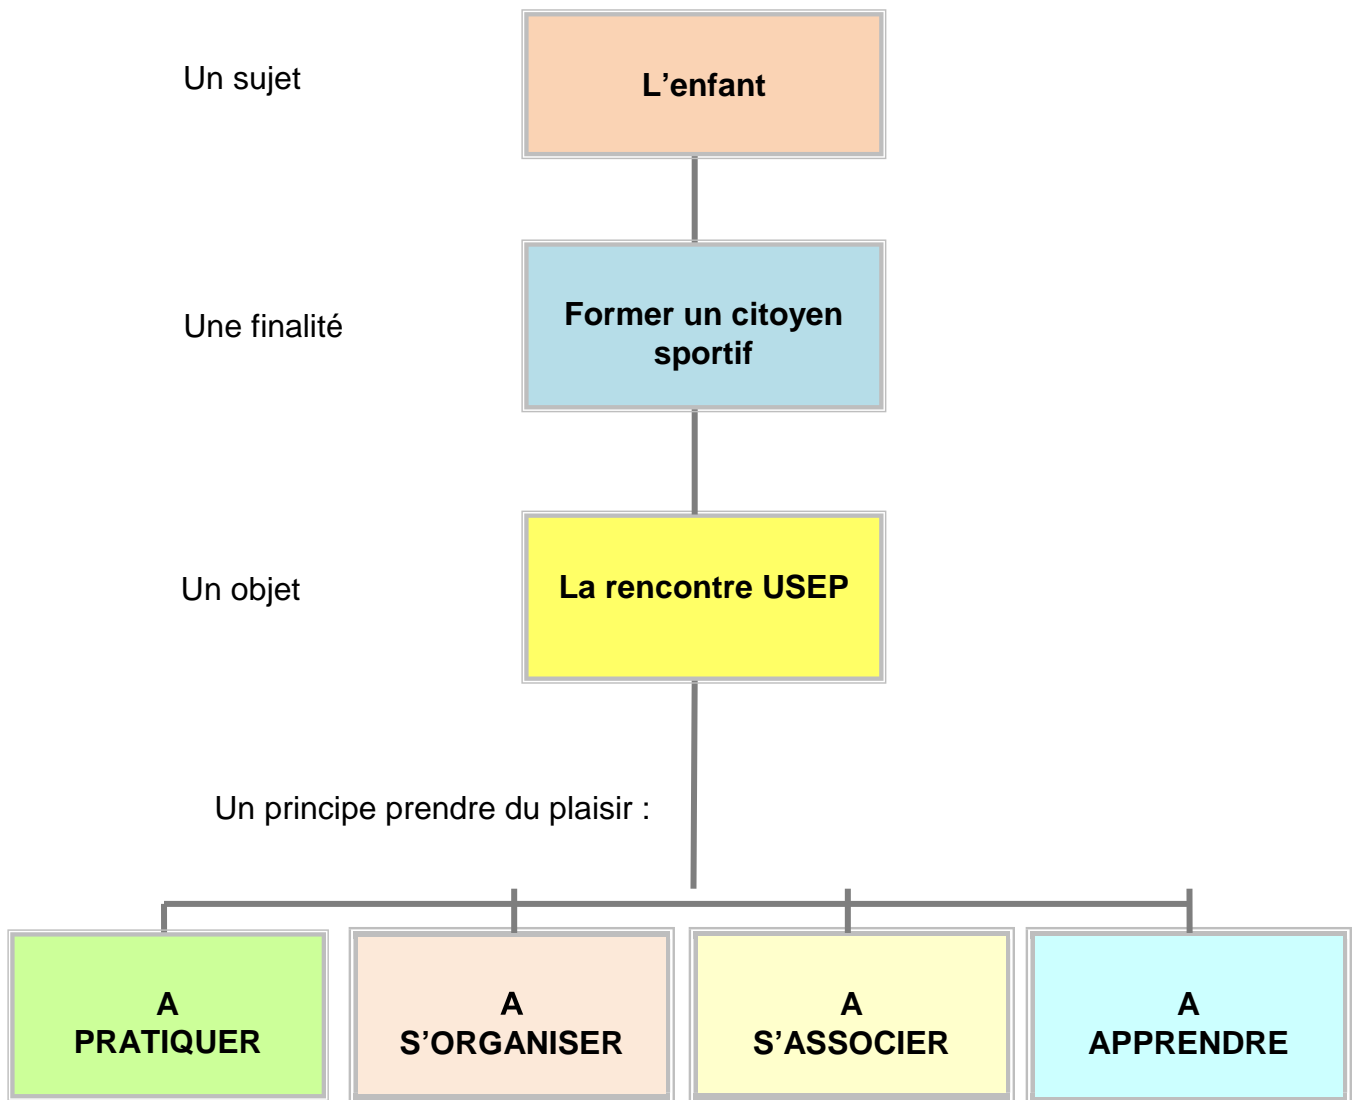 Un sujet
L’enfant
Une finalité
Former un citoyen
sportif
Un objet
La rencontre USEP
Un principe prendre du plaisir :
A
PRATIQUER
A
S’ORGANISER
A
S’ASSOCIER
A
APPRENDRE